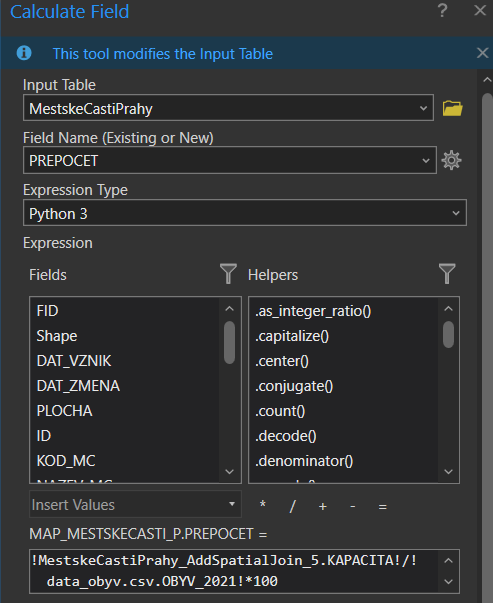 Calculate Field
?
This tool modifies the Input Table
Input Table
MestskeCastiPrahy
Field Name (Existing or New)
PREPOCET
Expression Type
Python 3
Expression
Fields
Helpers
FID
.as_integer_ratio()
Shape
.capitalize()
DAT_VZNIK
.center()
DAT_ZMENA
.conjugate()
PLOCHA
.count()
ID
.decode()
KOD_MC
.denominator()
NAZEV_MC
Insert Values
* / + - =
MAP_MESTSKECASTI_P.PREPOCET =
!MestskeCastiPrahy_AddSpatialJoin_5.KAPACITA!/!
data_obyv.csv.OBYV_2021!*100